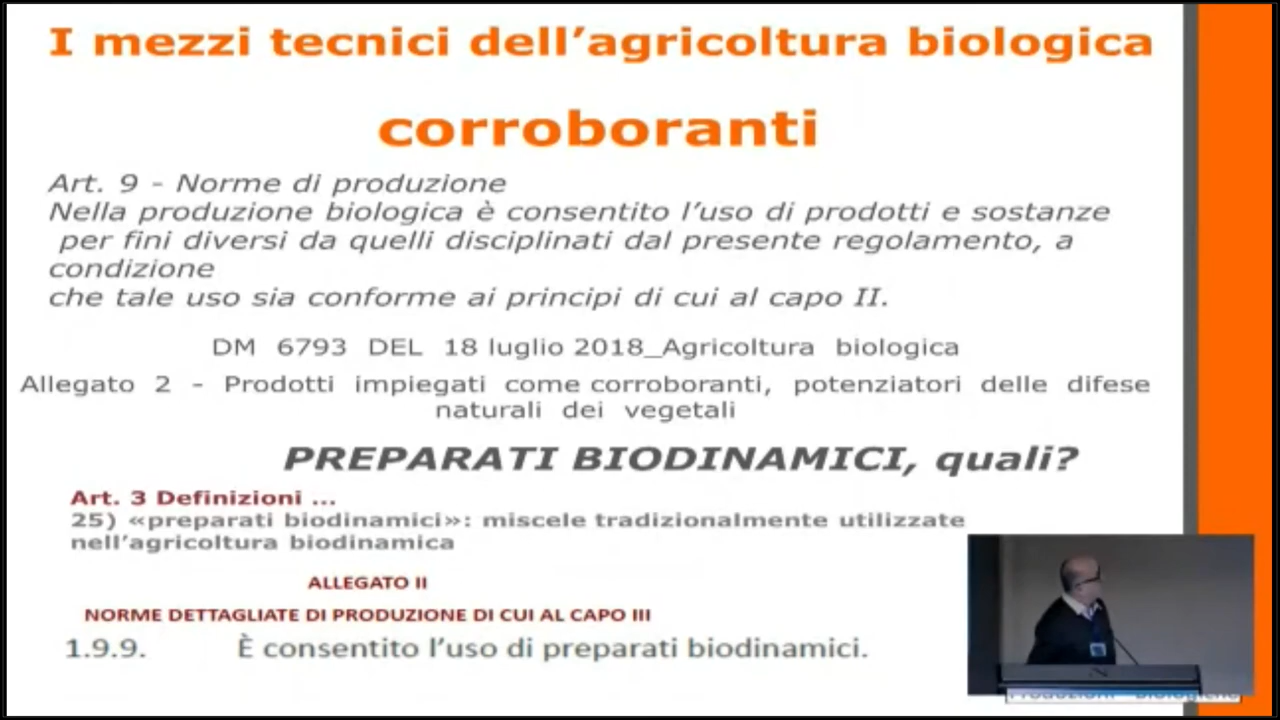 I mezzi tecnici dell'agricoltura biologica
corroboranti
Art. 9 - Norme di produzione
Nella produzione biologica è consentito l'uso di prodotti e sostanze
per fini diversi da quelli disciplinati dal presente regolamento, a
condizione
che tale uso sia conforme ai principi di cui al capo II.
DM 6793 DEL 18 luglio 2018_Agricoltura biologica
Allegato 2 - Prodotti impiegati come corroboranti, potenziatori delle difese
naturali dei vegetali
PREPARATI BIODINAMICI, quali?
Art. 3 Definizioni ...
25) «preparati biodinamici»: miscele tradizionalmente utilizzate
nell'agricoltura biodinamica
ALLEGATO II
NORME DETTAGLIATE DI PRODUZIONE DI CUI AL CAPO III
1.9.9. È consentito l'uso di preparati biodinamici.